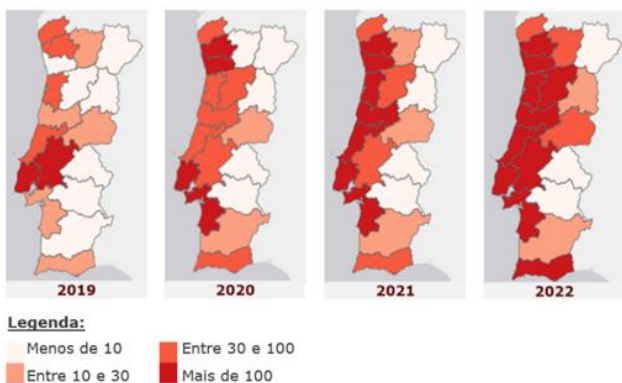 2019
2020
2021
2022
Legenda:
Menos de 10
Entre 30 e 100
Entre 10 e 30
Mais de 100